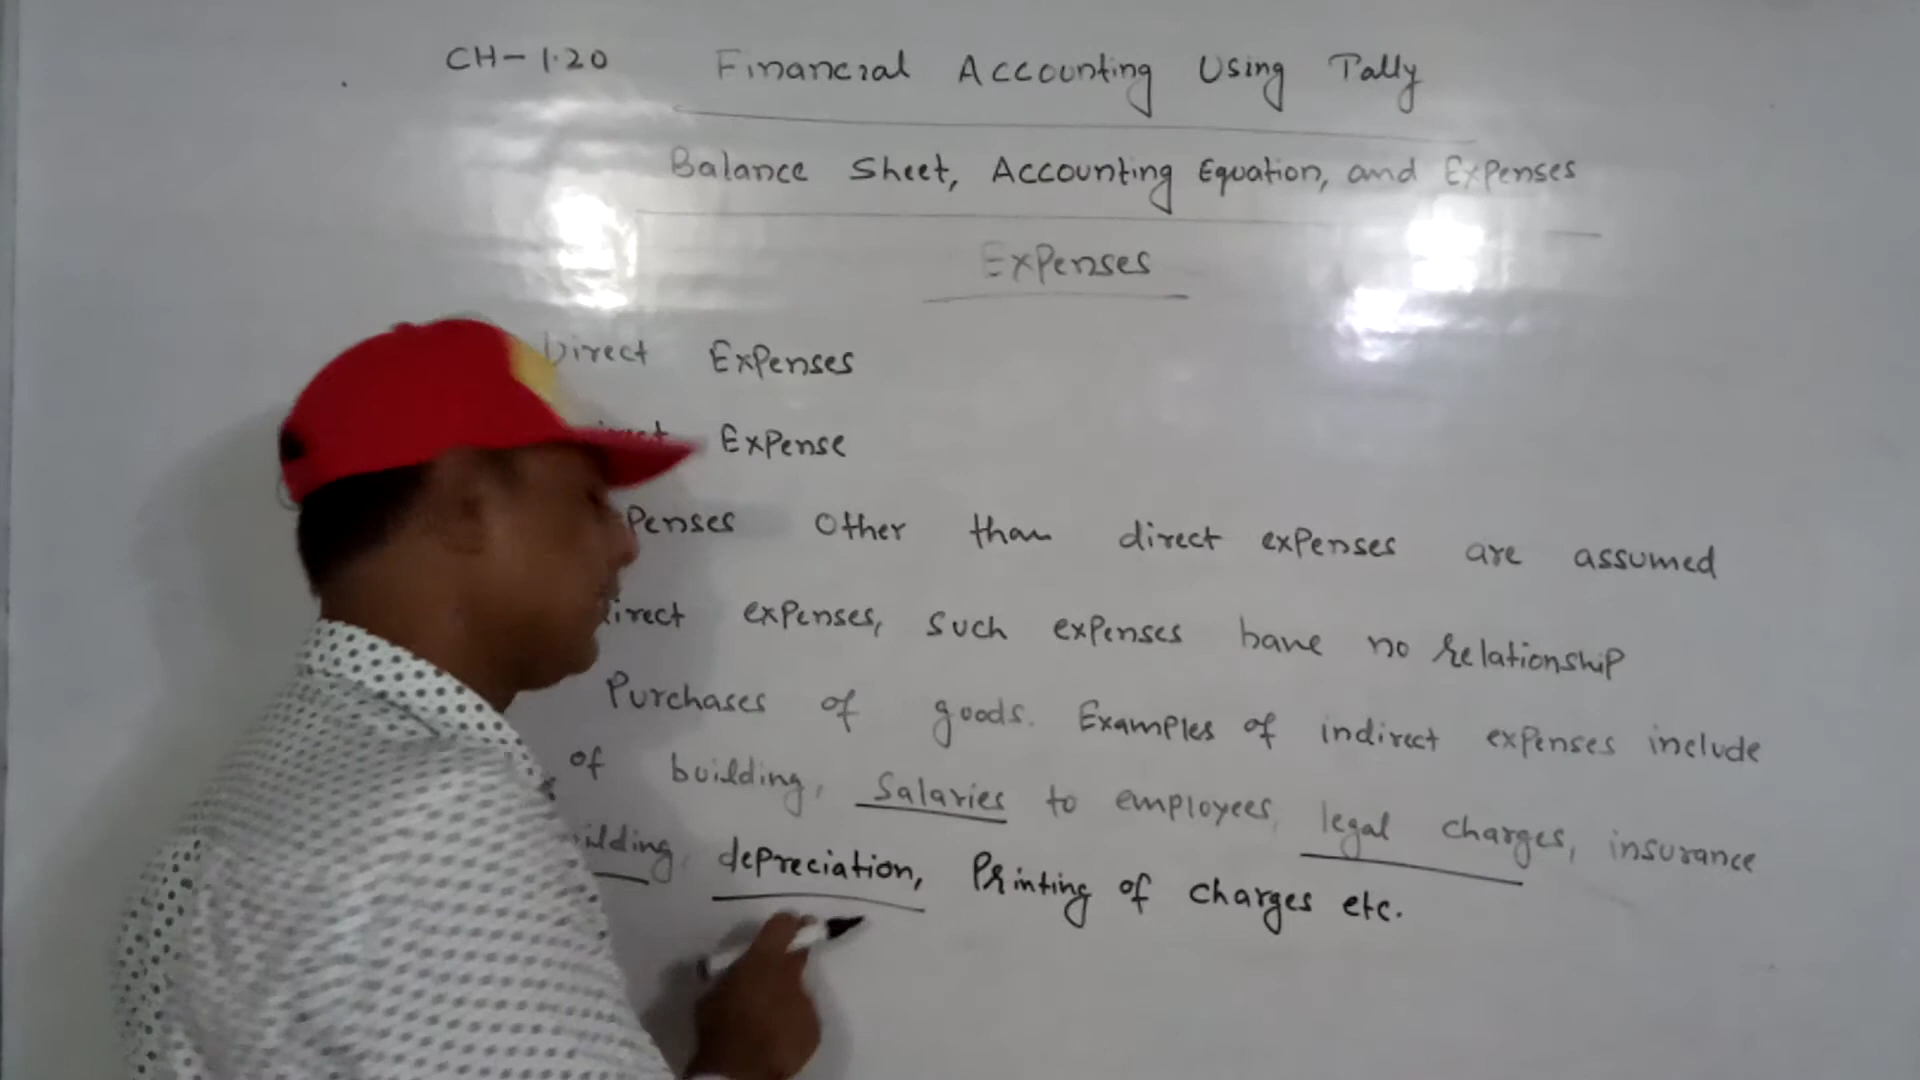 CH-1.20 Financial Accounting Using Tally
Balance Sheet, Accounting Equation, and Expenses
Expenses
Direct Expenses
Expense
Other than direct expenses are assumed
expenses, such expenses have no relationship
Purchases of goods. Examples of indirect expenses include
of building, Salaries to employees, legal charges, insurance
depreciation, Printing of charges etc.